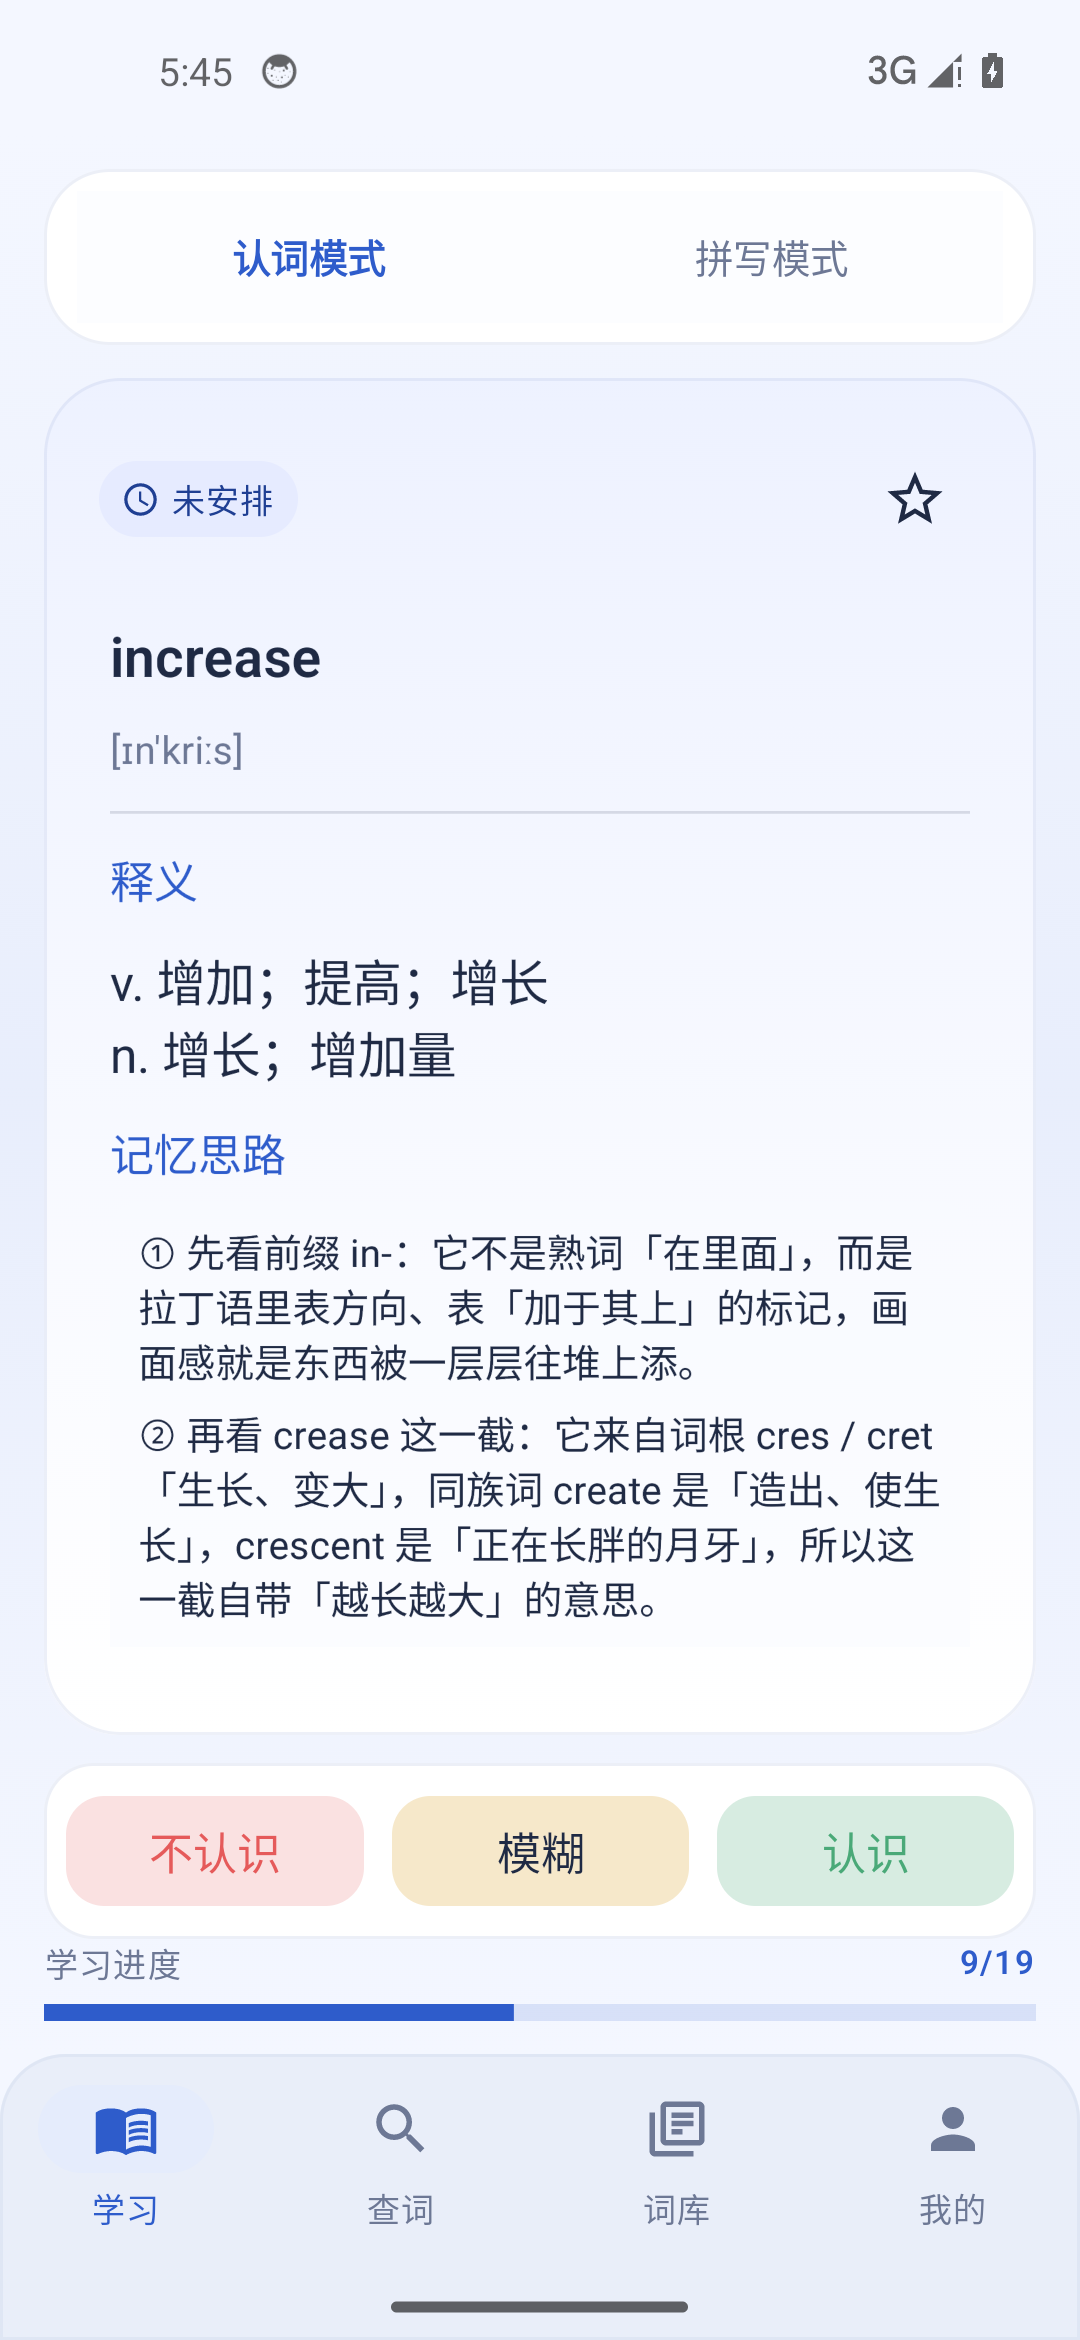 5:45
3G
认词模式
拼写模式
未安排
increase
[ɪn'kriːs]
释义
v. 增加；提高；增长
n. 增长；增加量
记忆思路
① 先看前缀 in-：它不是熟词「在里面」，而是
拉丁语里表方向、表「加于其上」的标记，画
面感就是东西被一层层往堆上添。
② 再看 crease 这一截：它来自词根 cres / cret
「生长、变大」，同族词 create 是「造出、使生
长」，crescent 是「正在长胖的月牙」，所以这
一截自带「越长越大」的意思。
不认识
模糊
认识
学习进度
9/19
学习
查词
词库
我的